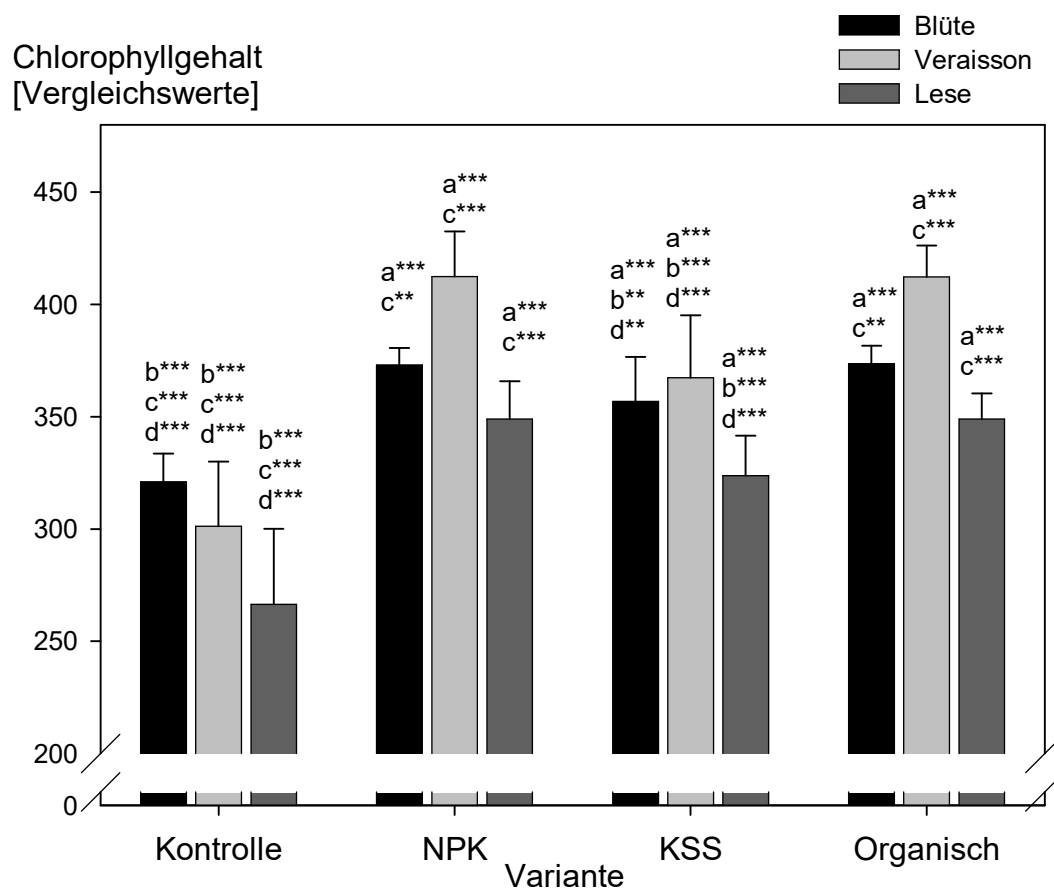 Blüte
Veraisson
Lese
Chlorophyllgehalt
[Vergleichswerte]
450
400
350
300
250
200
0
b***
c***
d***
b***
c***
d***
b***
c***
d***
a***
c**
a***
c***
a***
c***
a***
b**
d**
a***
b***
d***
a***
b***
d***
a***
c**
a***
c***
a***
c***
Kontrolle
NPK
KSS
Organisch
Variante